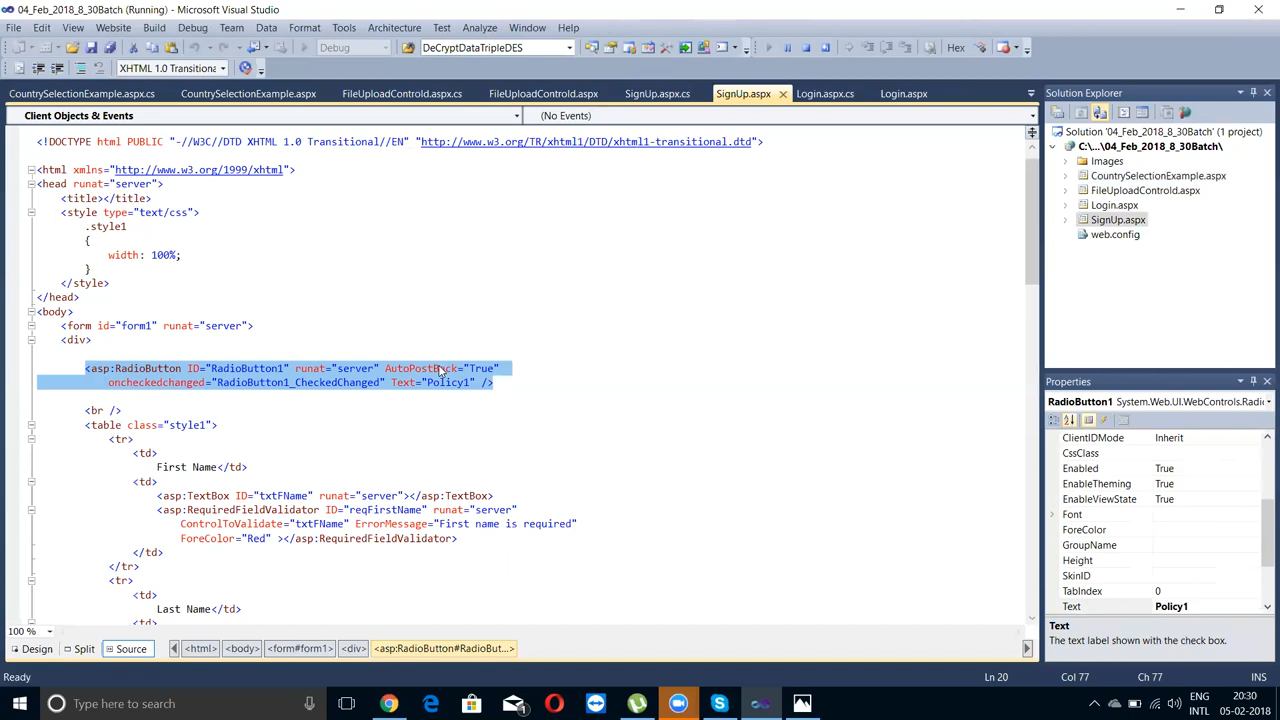 04_Feb_2018_8_30Batch (Running) - Microsoft Visual Studio
File Edit View Website Build Debug Team Data Format Tools Architecture Test Analyze Window Help
Debug DeCryptDataTripleDES Hex
XHTML 1.0 Transitiona
CountrySelectionExample.aspx.cs CountrySelectionExample.aspx FileUploadControld.aspx.cs FileUploadControld.aspx SignUp.aspx.cs SignUp.aspx Login.aspx.cs Login.aspx
Client Objects & Events (No Events)
<!DOCTYPE html PUBLIC "-//W3C//DTD XHTML 1.0 Transitional//EN" "http://www.w3.org/TR/xhtml1/DTD/xhtml1-transitional.dtd">
<html xmlns="http://www.w3.org/1999/xhtml">
<head runat="server">
<title></title>
<style type="text/css">
.style1
{
width: 100%;
}
</style>
</head>
<body>
<form id="form1" runat="server">
<div>
<asp:RadioButton ID="RadioButton1" runat="server" AutoPostBack="True"
oncheckedchanged="RadioButton1_CheckedChanged" Text="Policy1" />
<br />
<table class="style1">
<tr>
<td>
First Name</td>
<td>
<asp:TextBox ID="txtFName" runat="server"></asp:TextBox>
<asp:RequiredFieldValidator ID="reqFirstName" runat="server"
ControlToValidate="txtFName" ErrorMessage="First name is required"
ForeColor="Red" ></asp:RequiredFieldValidator>
</td>
</tr>
<tr>
<td>
Last Name</td>
<td>
100 %
Design Split Source <html> <body> <form#form1> <div> <asp:RadioButton#RadioBut...>
Solution Explorer
Solution '04_Feb_2018_8_30Batch' (1 project)
C:\...\04_Feb_2018_8_30Batch\
Images
CountrySelectionExample.aspx
FileUploadControld.aspx
Login.aspx
SignUp.aspx
web.config
Properties
RadioButton1 System.Web.UI.WebControls.Radi
ClientIDMode Inherit
CssClass
Enabled True
EnableTheming True
EnableViewState True
Font
ForeColor
GroupName
Height
SkinID
TabIndex 0
Text Policy1
Text
The text label shown with the check box.
Ready Ln 20 Col 77 Ch 77 INS
Type here to search
1
ENG
INTL
20:30
05-02-2018